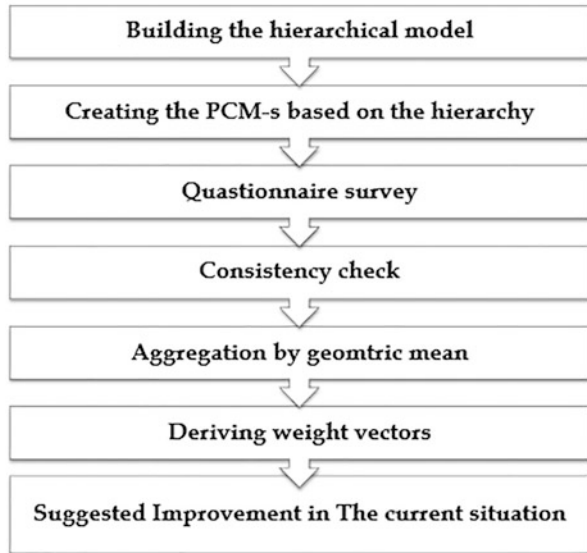 Building the hierarchical model
Creating the PCM-s based on the hierarchy
Quastionnaire survey
Consistency check
Aggregation by geomtric mean
Deriving weight vectors
Suggested Improvement in The current situation